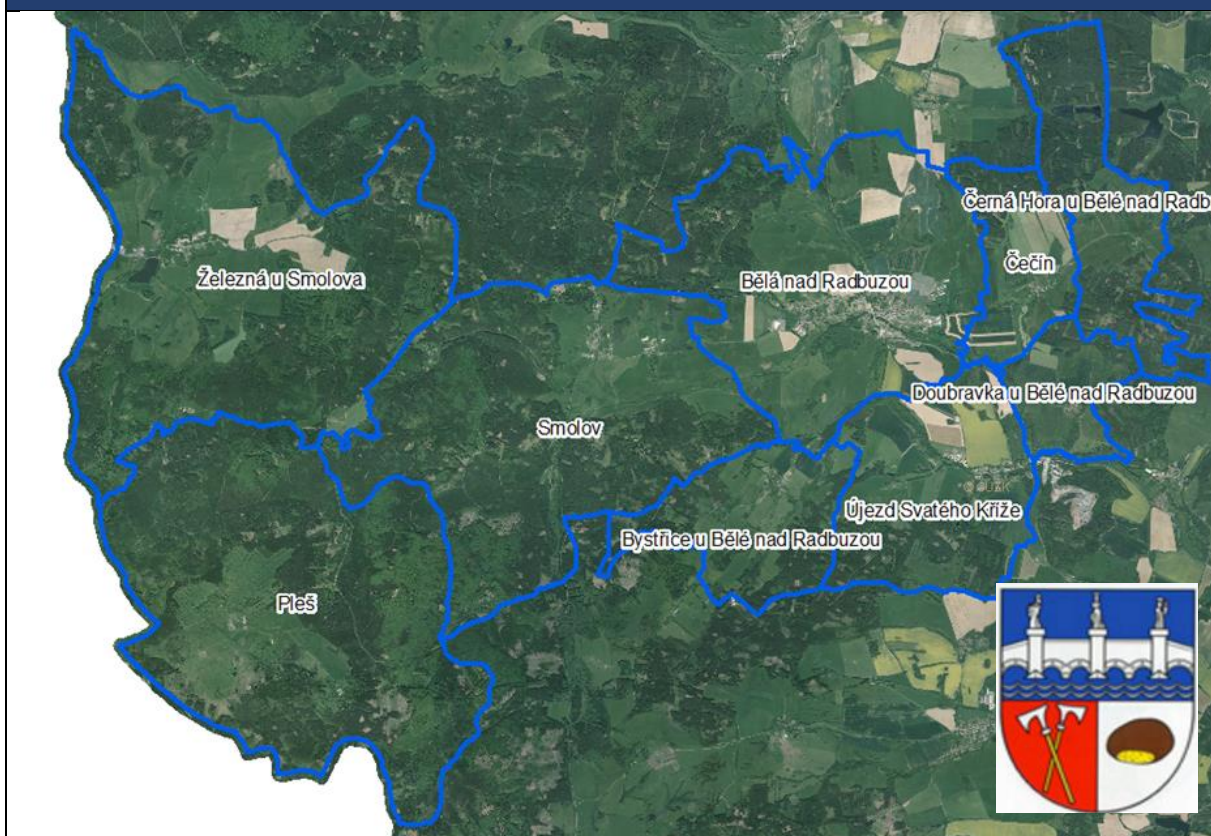 Černá Hora u Bělé nad Radb
Čečín
Železná u Smolova
Bělá nad Radbuzou
Doubravka u Bělé nad Radbuzou
Smolov
Újezd Svatého Kříže
Bystřice u Bělé nad Radbuzou
Pleš